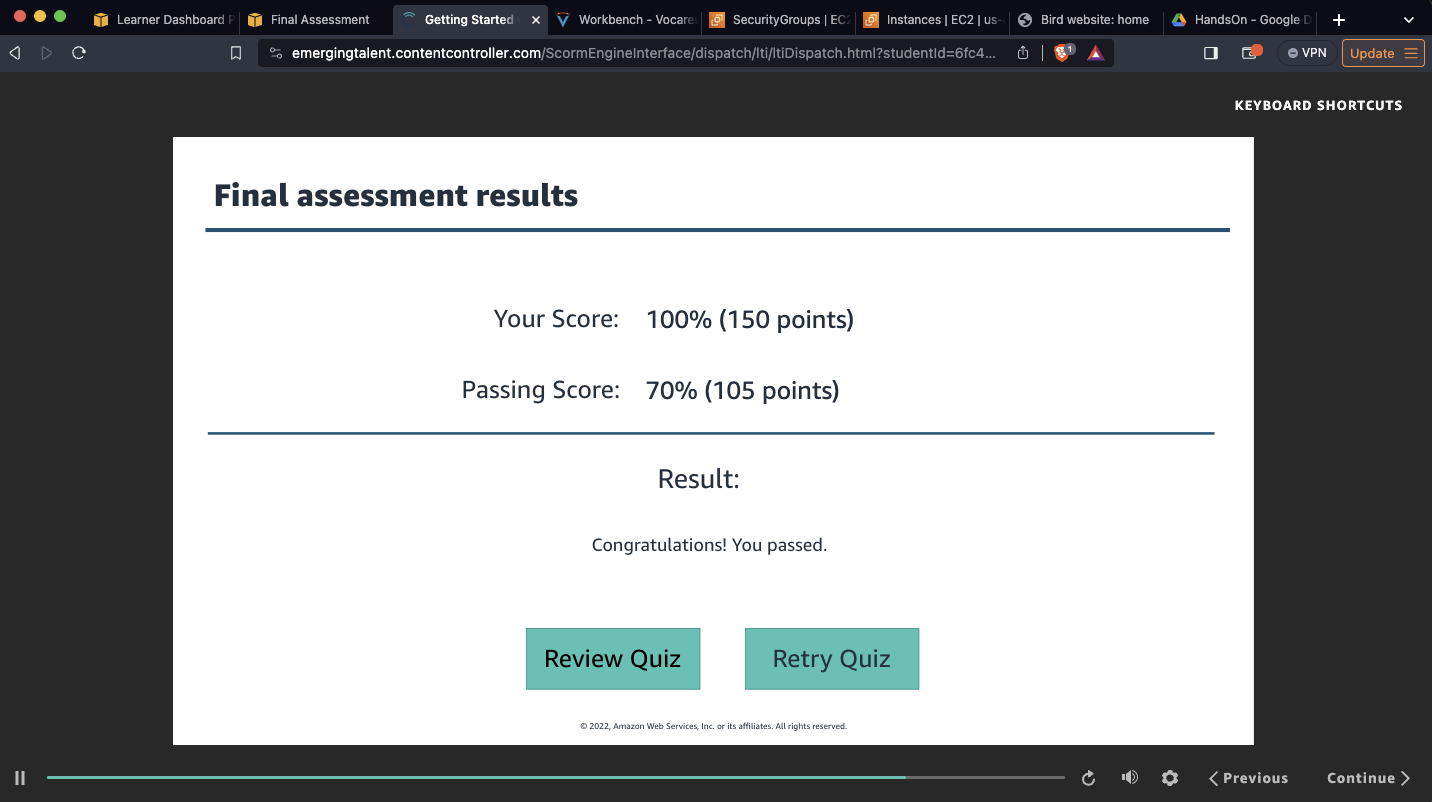 Learner Dashboard
Final Assessment
Getting Started
Workbench - Vocare
SecurityGroups | EC2
Instances | EC2 | us-
Bird website: home
HandsOn - Google D
emergingtalent.contentcontroller.com/ScormEngineInterface/dispatch/lti/ltiDispatch.html?studentId=6fc4...
1
VPN
Update
KEYBOARD SHORTCUTS
Final assessment results
Your Score: 100% (150 points)
Passing Score: 70% (105 points)
Result:
Congratulations! You passed.
Review Quiz
Retry Quiz
© 2022, Amazon Web Services, Inc. or its affiliates. All rights reserved.
Previous
Continue